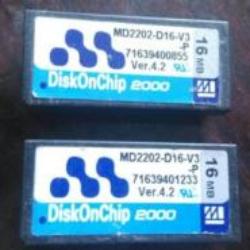 MD2202-D16-V3
-P
71639400855
Ver.4.2
16 MB
DiskOnChip 2000
MD2202-D16-V3
-P
71639401233
Ver.4.2
16 MB
DiskOnChip 2000